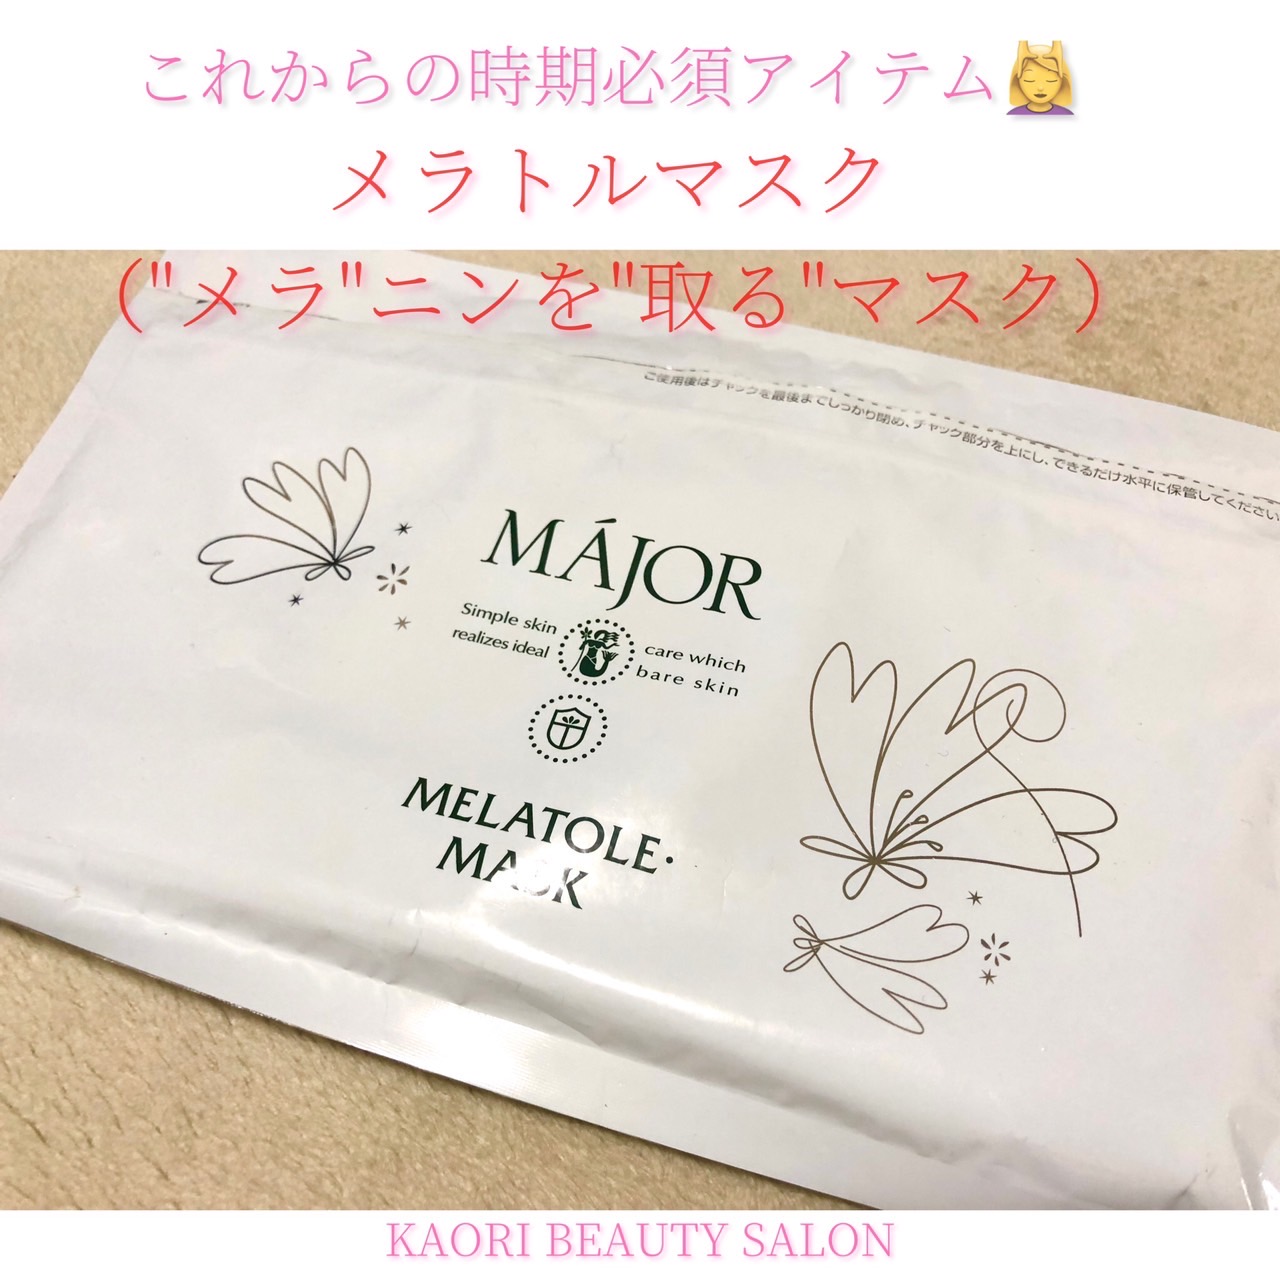 これからの時期必須アイテム💆
メラトルマスク
("メラ"ニンを"取る"マスク)
ご使用後はチャックを最後までしっかり閉め、チャック部分を上にし、できるだけ水平に保管してください
MÁJOR
Simple skin care which
realizes ideal bare skin
MELATOLE・
MASK
KAORI BEAUTY SALON